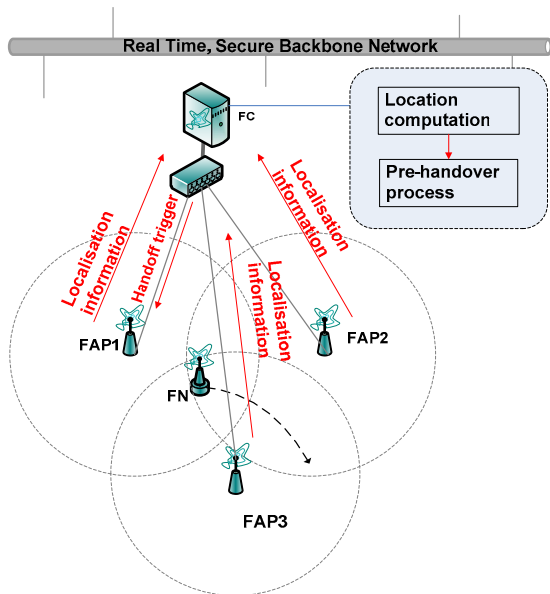 Real Time, Secure Backbone Network
FC
Location
computation
Pre-handover
process
Localisation
information
Handoff trigger
Localisation
information
Localisation
information
FAP1
FAP2
FN
FAP3